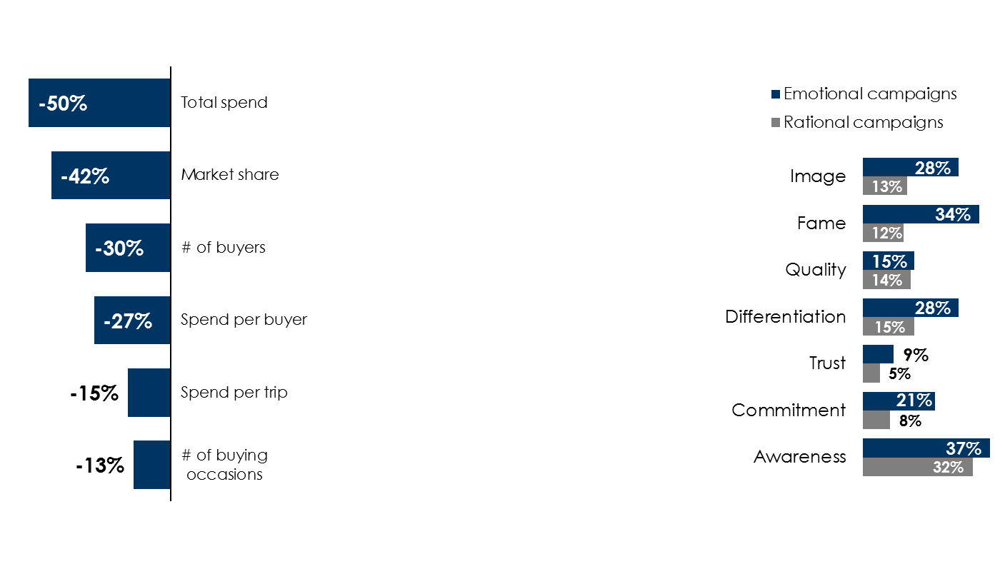 -50% Total spend
-42% Market share
-30% # of buyers
-27% Spend per buyer
-15% Spend per trip
-13% # of buying
occasions
Emotional campaigns
Rational campaigns
Image 28%
13%
Fame 34%
12%
Quality 15%
14%
Differentiation 28%
15%
Trust 9%
5%
Commitment 21%
8%
Awareness 37%
32%